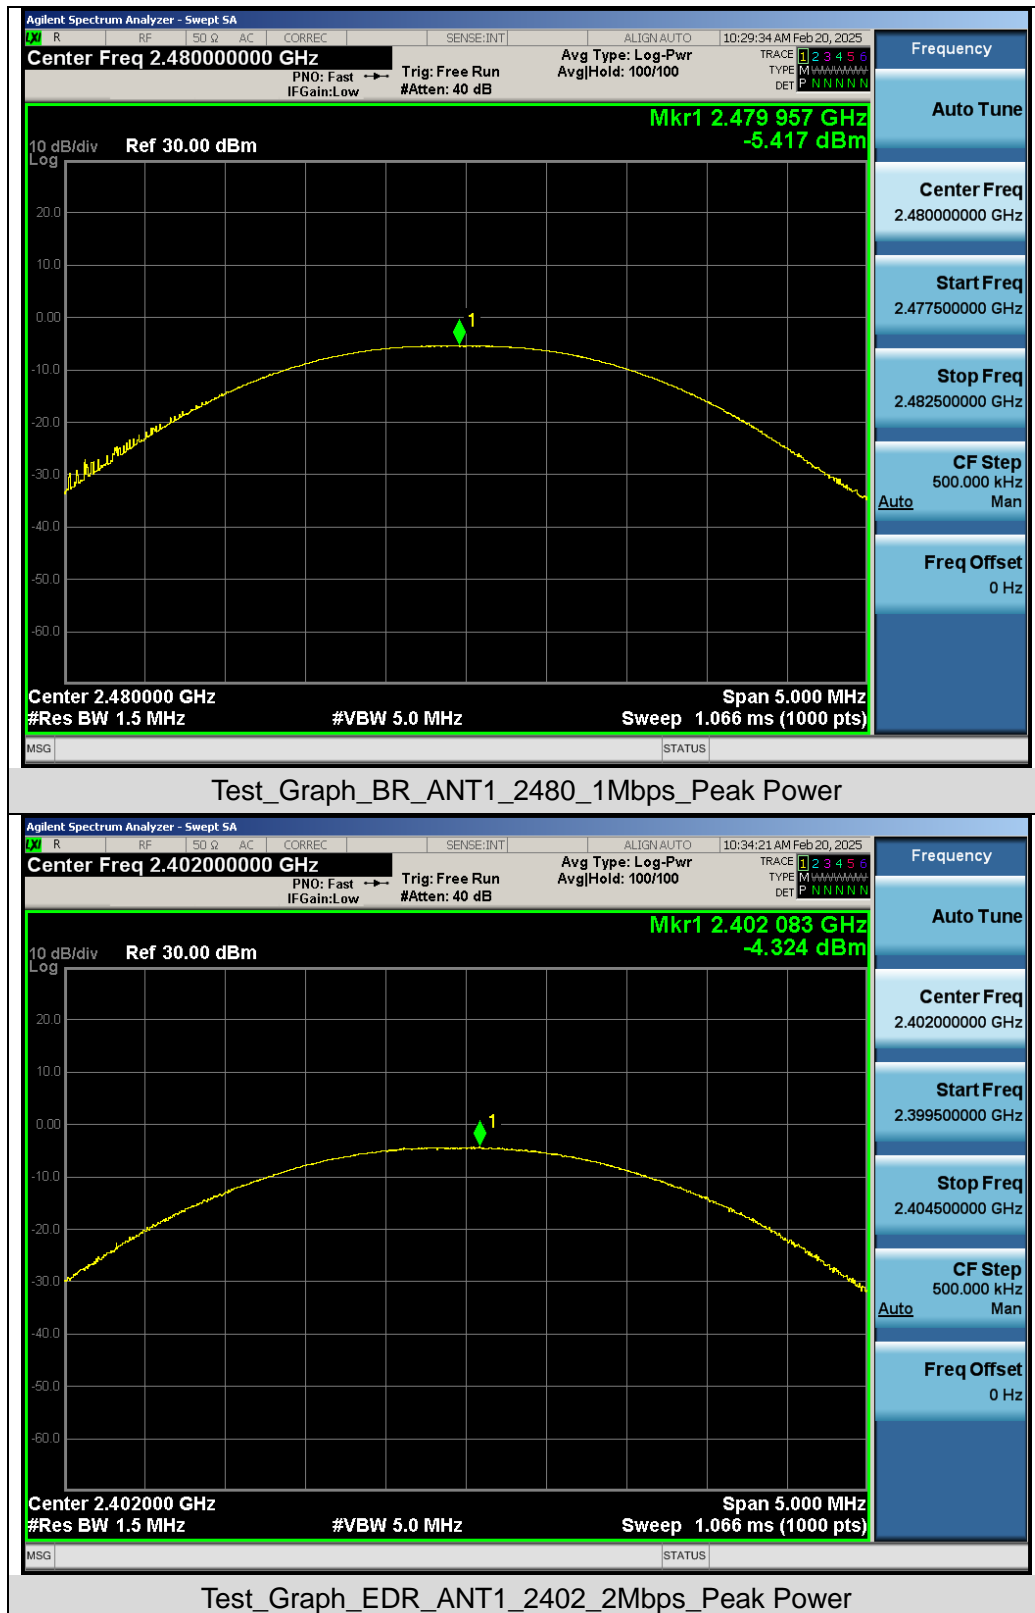 Agilent Spectrum Analyzer - Swept SA
LXI R RF 50 Ω AC CORREC SENSE:INT ALIGN AUTO 10:29:34 AM Feb 20, 2025
Center Freq 2.480000000 GHz
PNO: Fast
IFGain:Low
Trig: Free Run
#Atten: 40 dB
Avg Type: Log-Pwr
Avg|Hold: 100/100
TRACE 1 2 3 4 5 6
TYPE M
DET P N N N N N
Mkr1 2.479 957 GHz
-5.417 dBm
10 dB/div Ref 30.00 dBm
Log
20.0
10.0
0.00
-10.0
-20.0
-30.0
-40.0
-50.0
-60.0
1
Center 2.480000 GHz Span 5.000 MHz
#Res BW 1.5 MHz #VBW 5.0 MHz Sweep 1.066 ms (1000 pts)
MSG STATUS
Frequency
Auto Tune
Center Freq
2.480000000 GHz
Start Freq
2.477500000 GHz
Stop Freq
2.482500000 GHz
CF Step
500.000 kHz
Auto Man
Freq Offset
0 Hz
Test_Graph_BR_ANT1_2480_1Mbps_Peak Power
Agilent Spectrum Analyzer - Swept SA
LXI R RF 50 Ω AC CORREC SENSE:INT ALIGN AUTO 10:34:21 AM Feb 20, 2025
Center Freq 2.402000000 GHz
PNO: Fast
IFGain:Low
Trig: Free Run
#Atten: 40 dB
Avg Type: Log-Pwr
Avg|Hold: 100/100
TRACE 1 2 3 4 5 6
TYPE M
DET P N N N N N
Mkr1 2.402 083 GHz
-4.324 dBm
10 dB/div Ref 30.00 dBm
Log
20.0
10.0
0.00
-10.0
-20.0
-30.0
-40.0
-50.0
-60.0
1
Center 2.402000 GHz Span 5.000 MHz
#Res BW 1.5 MHz #VBW 5.0 MHz Sweep 1.066 ms (1000 pts)
MSG STATUS
Frequency
Auto Tune
Center Freq
2.402000000 GHz
Start Freq
2.399500000 GHz
Stop Freq
2.404500000 GHz
CF Step
500.000 kHz
Auto Man
Freq Offset
0 Hz
Test_Graph_EDR_ANT1_2402_2Mbps_Peak Power